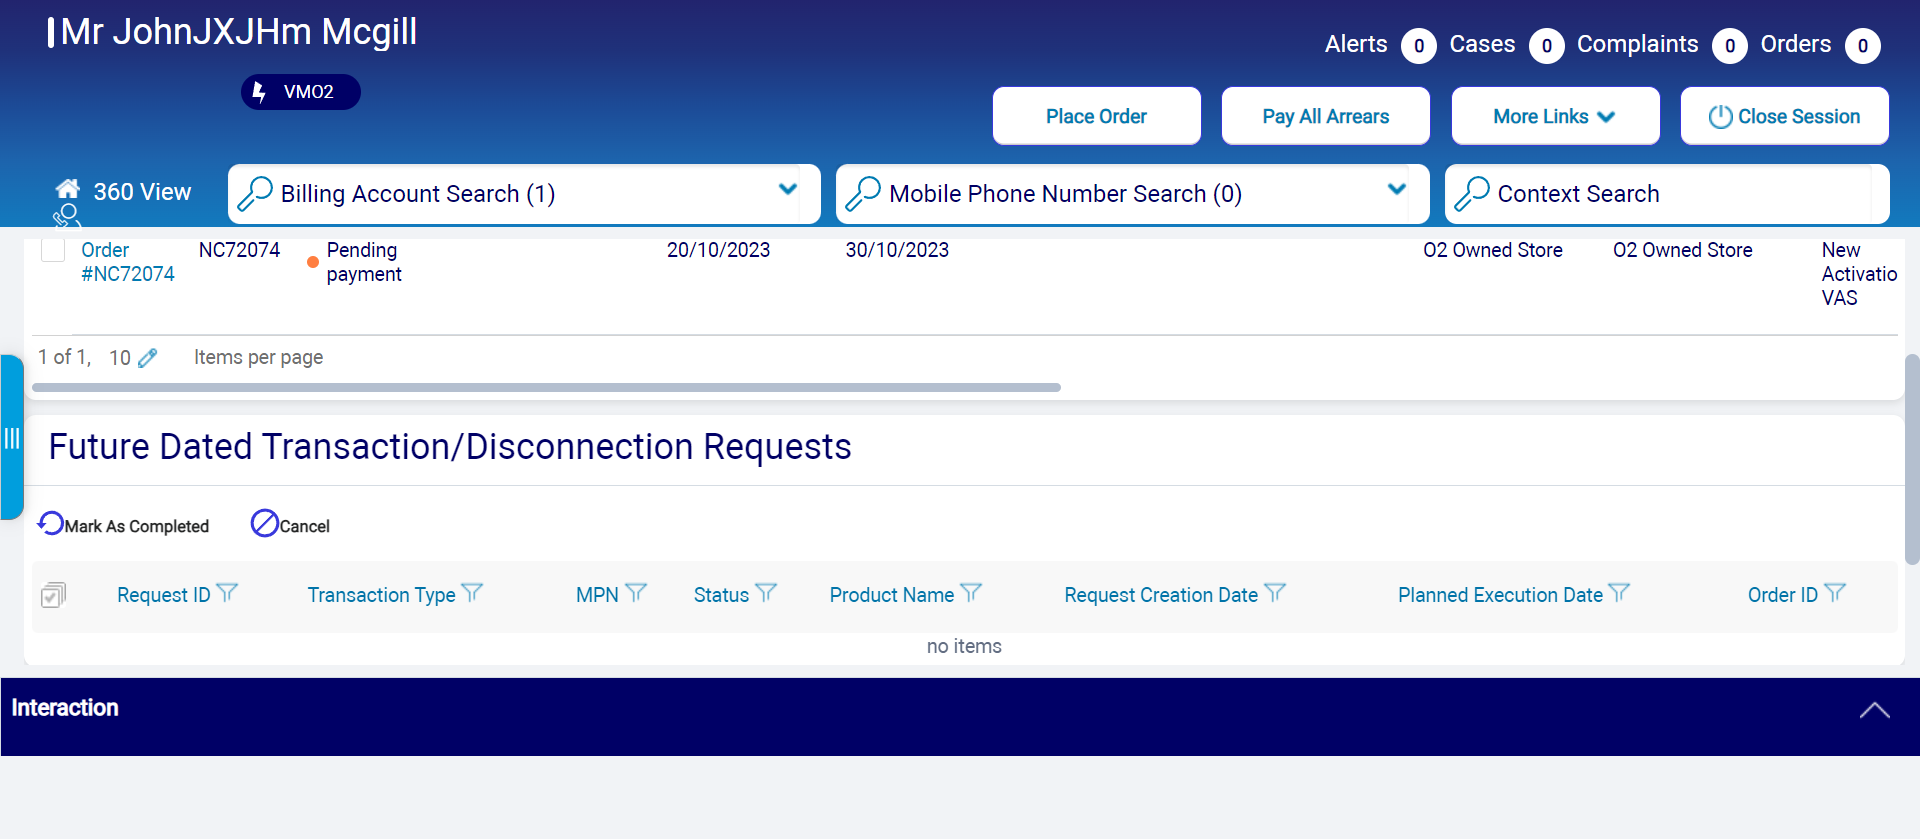 Mr JohnJXJHm Mcgill
Alerts 0 Cases 0 Complaints 0 Orders 0
VMO2
Place Order
Pay All Arrears
More Links
Close Session
360 View
Billing Account Search (1)
Mobile Phone Number Search (0)
Context Search
Order #NC72074 NC72074 Pending payment 20/10/2023 30/10/2023 O2 Owned Store O2 Owned Store New Activatio VAS
1 of 1, 10 Items per page
Future Dated Transaction/Disconnection Requests
Mark As Completed Cancel
Request ID Transaction Type MPN Status Product Name Request Creation Date Planned Execution Date Order ID
no items
Interaction